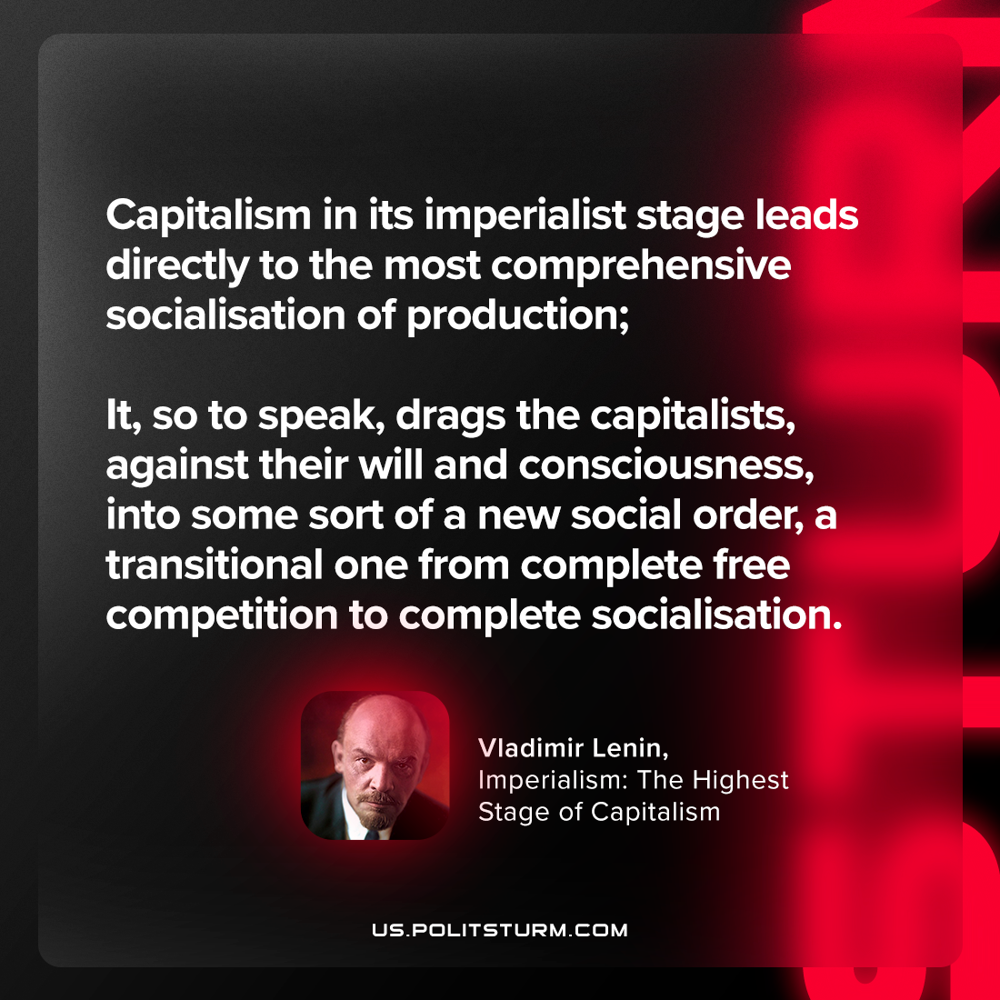 Capitalism in its imperialist stage leads
directly to the most comprehensive
socialisation of production;
It, so to speak, drags the capitalists,
against their will and consciousness,
into some sort of a new social order, a
transitional one from complete free
competition to complete socialisation.
Vladimir Lenin,
Imperialism: The Highest
Stage of Capitalism
US.POLITSTURM.COM